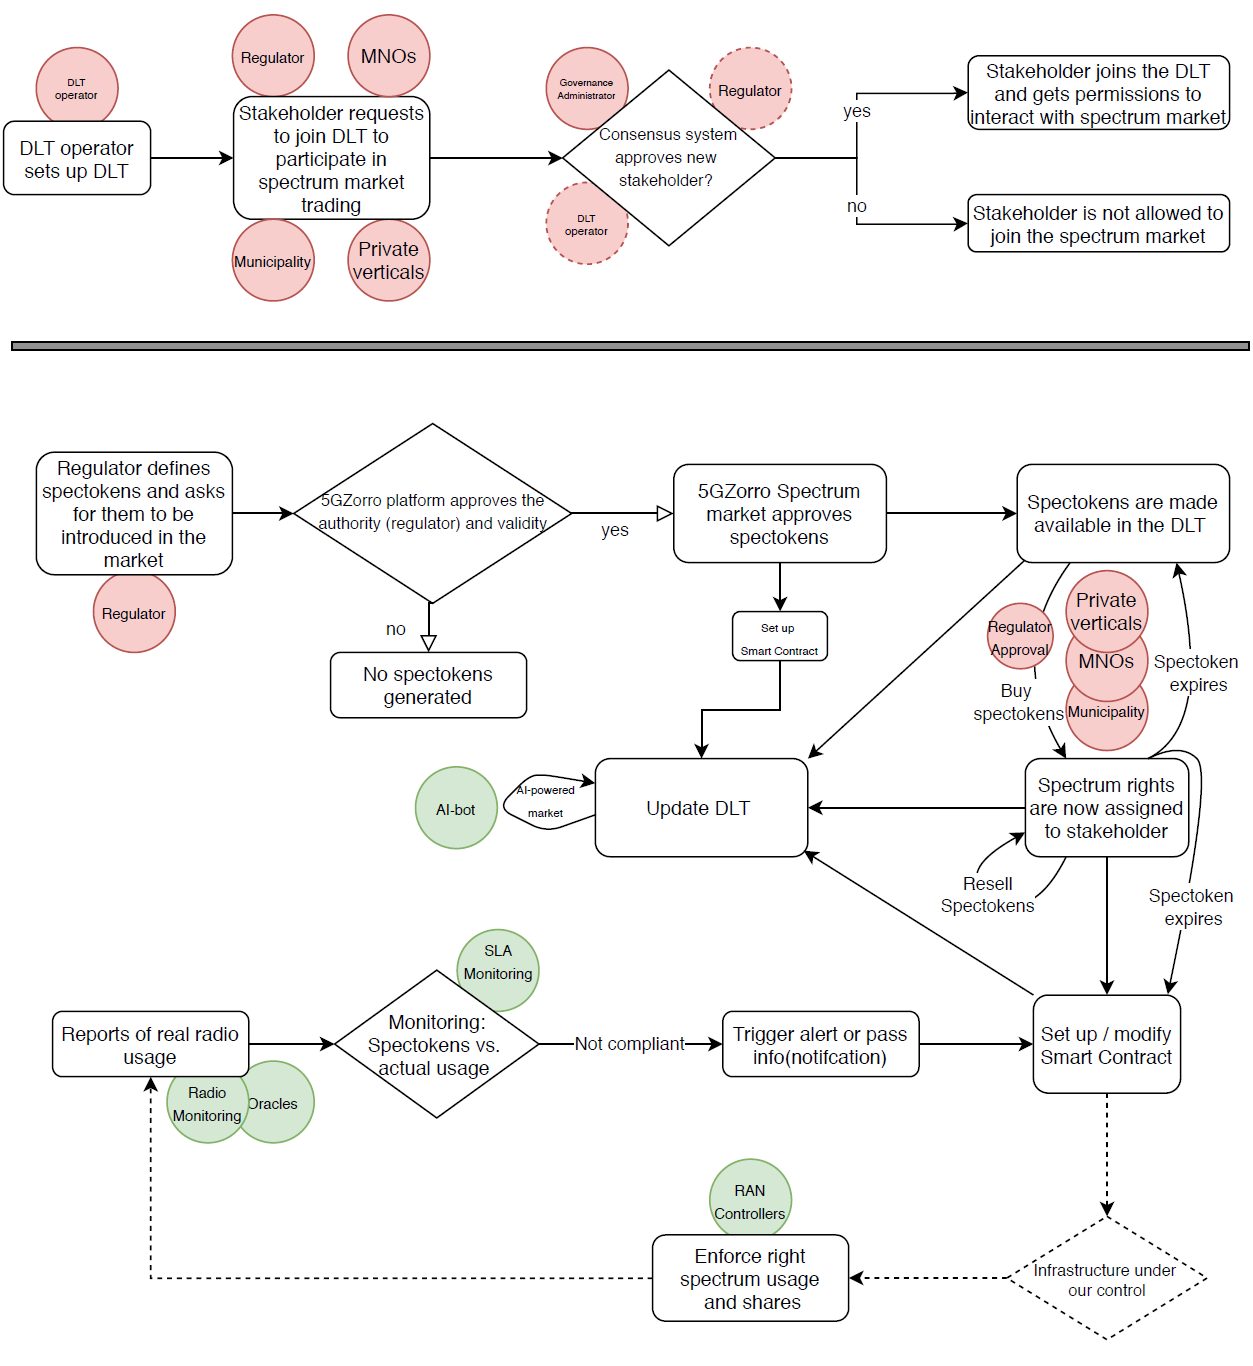 DLT
operator
DLT operator
sets up DLT
Regulator
MNOs
Stakeholder requests
to join DLT to
participate in
spectrum market
trading
Municipality
Private
verticals
Governance
Administrator
Regulator
Consensus system
approves new
stakeholder?
DLT
operator
yes
no
Stakeholder joins the DLT
and gets permissions to
interact with spectrum market
Stakeholder is not allowed to
join the spectrum market
Regulator defines
spectokens and asks
for them to be
introduced in the
market
Regulator
5GZorro platform approves the
authority (regulator) and validity
yes
no
No spectokens
generated
5GZorro Spectrum
market approves
spectokens
Set up
Smart Contract
Spectokens are made
available in the DLT
Regulator
Approval
Private
verticals
MNOs
Municipality
Buy
spectokens
Spectoken
expires
AI-bot
AI-powered
market
Update DLT
Spectrum rights
are now assigned
to stakeholder
Resell
Spectokens
Spectoken
expires
SLA
Monitoring
Reports of real radio
usage
Radio
Monitoring
Oracles
Monitoring:
Spectokens vs.
actual usage
Not compliant
Trigger alert or pass
info(notifcation)
Set up / modify
Smart Contract
RAN
Controllers
Enforce right
spectrum usage
and shares
Infrastructure under
our control